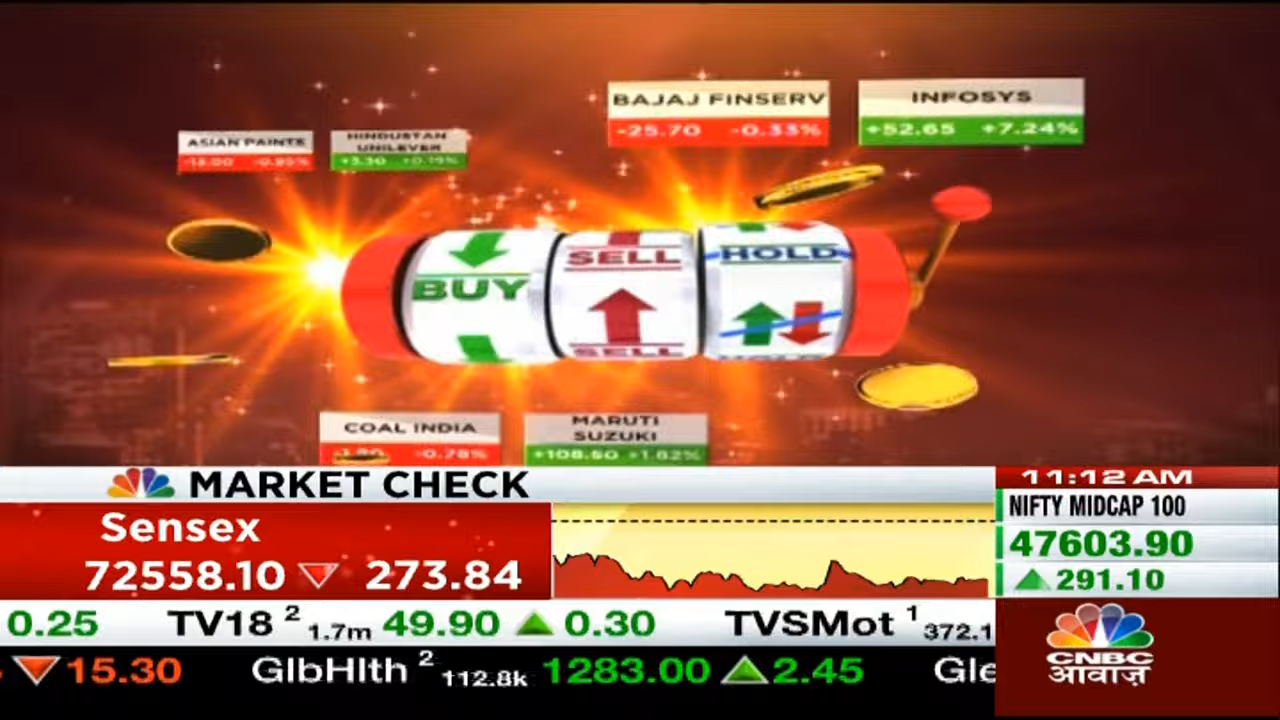 BAJAJ FINSERV
-25.70 -0.33%
INFOSYS
+52.65 +7.24%
ASIAN PAINTS
HINDUSTAN
UNILEVER
BUY
SELL
SELL
HOLD
COAL INDIA
-0.78%
MARUTI
SUZUKI
+108.50 +1.62%
MARKET CHECK
11:12 AM
Sensex
72558.10 ▼ 273.84
NIFTY MIDCAP 100
47603.90
▲ 291.10
0.25 TV18 2 1.7m 49.90 ▲ 0.30 TVSMot 1 372.1
▼ 15.30 GlbHlth 2 112.8k 1283.00 ▲ 2.45 Gle
CNBC
आवाज़